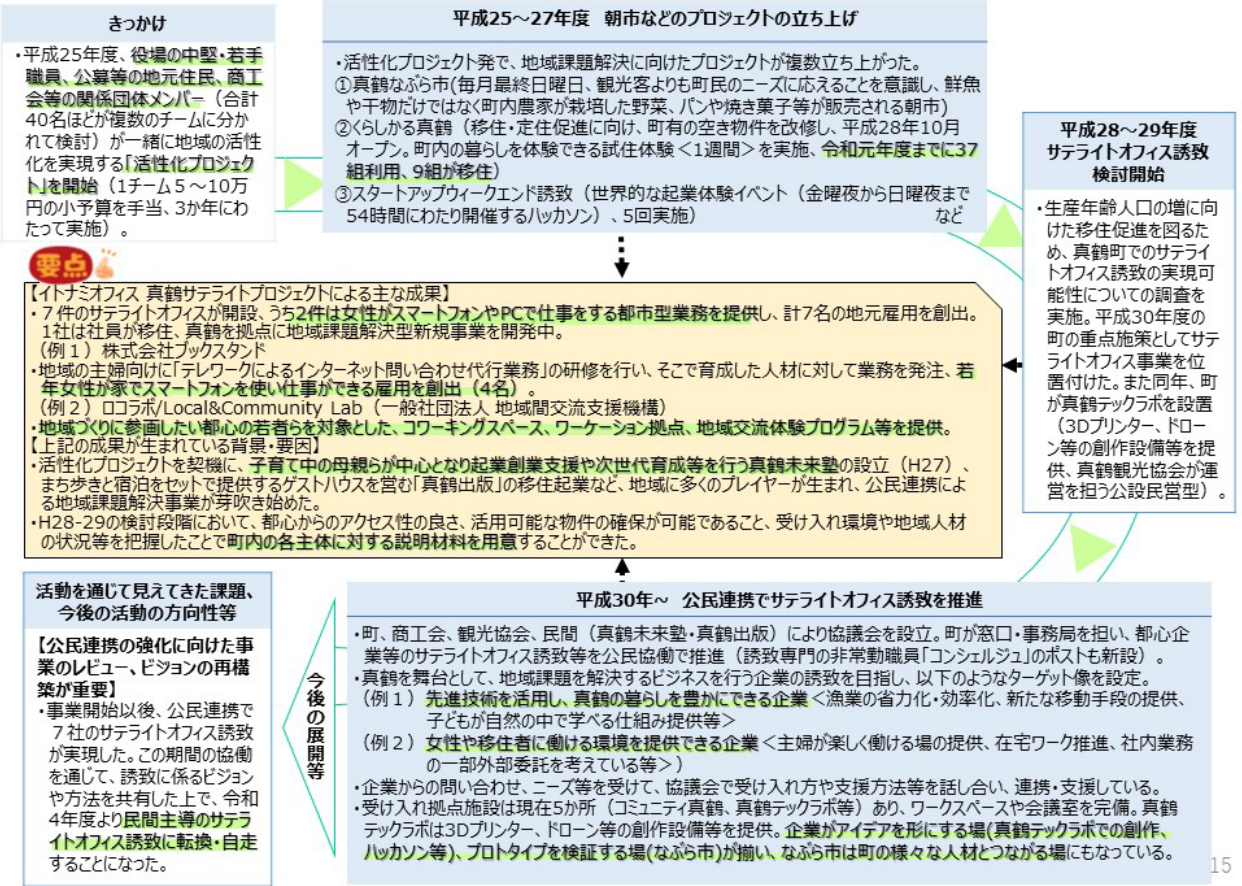 きっかけ
・平成25年度、役場の中堅・若手
職員、公募等の地元住民、商工
会等の関係団体メンバー（合計
40名ほどが複数のチームに分か
れて検討）が一緒に地域の活性
化を実現する「活性化プロジェク
ト」を開始（1チーム５～10万
円の小予算を手当、3か年にわ
たって実施）。
平成25～27年度　朝市などのプロジェクトの立ち上げ
・活性化プロジェクト発で、地域課題解決に向けたプロジェクトが複数立ち上がった。
①真鶴なぶら市(毎月最終日曜日、観光客よりも町民のニーズに応えることを意識し、鮮魚
や干物だけではなく町内農家が栽培した野菜、パンや焼き菓子等が販売される朝市)
②くらしかる真鶴（移住・定住促進に向け、町有の空き物件を改修し、平成28年10月
オープン。町内の暮らしを体験できる試住体験＜1週間＞を実施、令和元年度までに37
組利用、9組が移住）
③スタートアップウィークエンド誘致（世界的な起業体験イベント（金曜夜から日曜夜まで
54時間にわたり開催するハッカソン）、5回実施）　など
平成28～29年度
サテライトオフィス誘致
検討開始
・生産年齢人口の増に向
けた移住促進を図るた
め、真鶴町でのサテライ
トオフィス誘致の実現可
能性についての調査を
実施。平成30年度の
町の重点施策としてサテ
ライトオフィス事業を位
置付けた。また同年、町
が真鶴テックラボを設置
（3Dプリンター、ドロー
ン等の創作設備等を提
供、真鶴観光協会が運
営を担う公設民営型）。
要点
【イトナミオフィス 真鶴サテライトプロジェクトによる主な成果】
・７件のサテライトオフィスが開設、うち2件は女性がスマートフォンやPCで仕事をする都市型業務を提供し、計7名の地元雇用を創出。
1社は社員が移住、真鶴を拠点に地域課題解決型新規事業を開発中。
（例１）株式会社ブックスタンド
・地域の主婦向けに「テレワークによるインターネット問い合わせ代行業務」の研修を行い、そこで育成した人材に対して業務を発注、若
年女性が家でスマートフォンを使い仕事ができる雇用を創出（4名）。
（例２）ロコラボ/Local&Community Lab（一般社団法人 地域間交流支援機構）
・地域づくりに参画したい都心の若者らを対象とした、コワーキングスペース、ワーケーション拠点、地域交流体験プログラム等を提供。
【上記の成果が生まれている背景・要因】
・活性化プロジェクトを契機に、子育て中の母親らが中心となり起業創業支援や次世代育成等を行う真鶴未来塾の設立（H27）、
まち歩きと宿泊をセットで提供するゲストハウスを営む「真鶴出版」の移住起業など、地域に多くのプレイヤーが生まれ、公民連携によ
る地域課題解決事業が芽吹き始めた。
・H28-29の検討段階において、都心からのアクセス性の良さ、活用可能な物件の確保が可能であること、受け入れ環境や地域人材
の状況等を把握したことで町内の各主体に対する説明材料を用意することができた。
平成30年～　公民連携でサテライトオフィス誘致を推進
・町、商工会、観光協会、民間（真鶴未来塾・真鶴出版）により協議会を設立。町が窓口・事務局を担い、都心企
業等のサテライトオフィス誘致等を公民協働で推進（誘致専門の非常勤職員「コンシェルジュ」のポストも新設）。
・真鶴を舞台として、地域課題を解決するビジネスを行う企業の誘致を目指し、以下のようなターゲット像を設定。
（例１）先進技術を活用し、真鶴の暮らしを豊かにできる企業＜漁業の省力化・効率化、新たな移動手段の提供、
子どもが自然の中で学べる仕組み提供等＞
（例２）女性や移住者に働ける環境を提供できる企業＜主婦が楽しく働ける場の提供、在宅ワーク推進、社内業務
の一部外部委託を考えている等＞）
・企業からの問い合わせ、ニーズ等を受けて、協議会で受け入れ方や支援方法等を話し合い、連携・支援している。
・受け入れ拠点施設は現在5か所（コミュニティ真鶴、真鶴テックラボ等）あり、ワークスペースや会議室を完備。真鶴
テックラボは3Dプリンター、ドローン等の創作設備等を提供。企業がアイデアを形にする場(真鶴テックラボでの創作、
ハッカソン等)、プロトタイプを検証する場(なぶら市)が揃い、なぶら市は町の様々な人材とつながる場にもなっている。
今後の展開等
活動を通じて見えてきた課題、
今後の活動の方向性等
【公民連携の強化に向けた事
業のレビュー、ビジョンの再構
築が重要】
・事業開始以後、公民連携で
７社のサテライトオフィス誘致
が実現した。この期間の協働
を通じて、誘致に係るビジョン
や方法を共有した上で、令和
4年度より民間主導のサテラ
イトオフィス誘致に転換・自走
することになった。
15